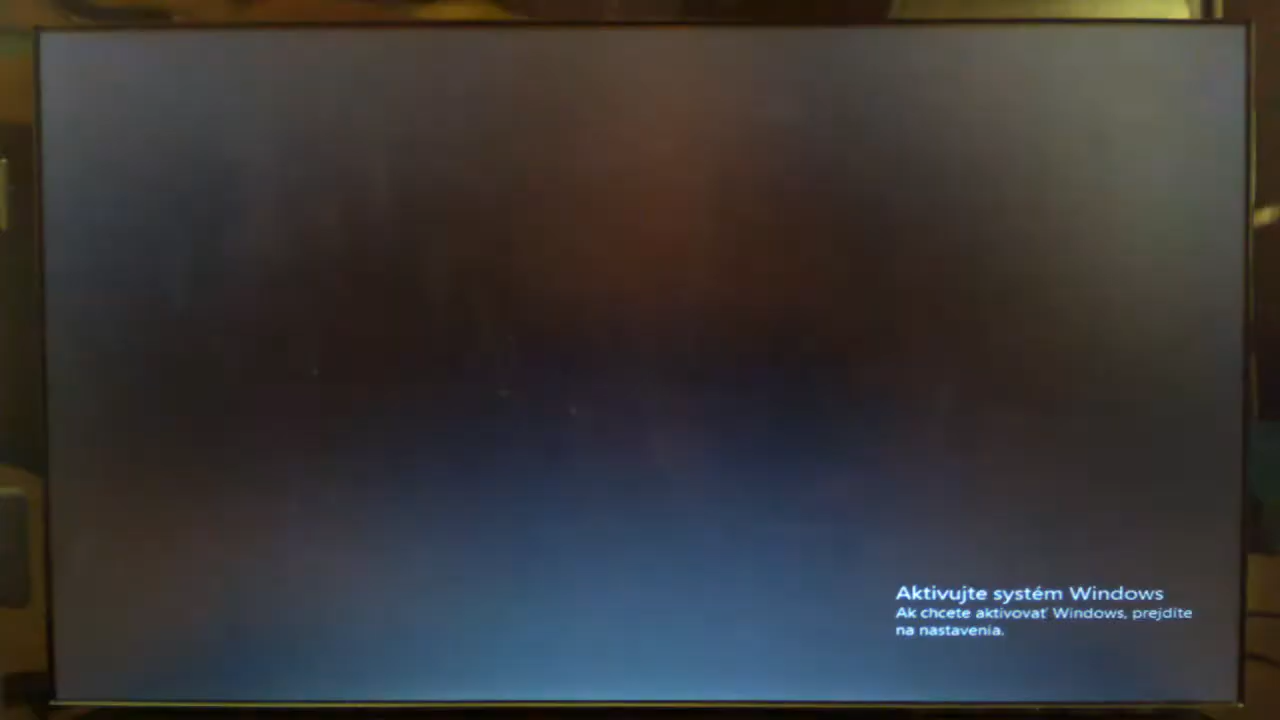 Aktivujte systém Windows
Ak chcete aktivovať Windows, prejdite
na nastavenia.